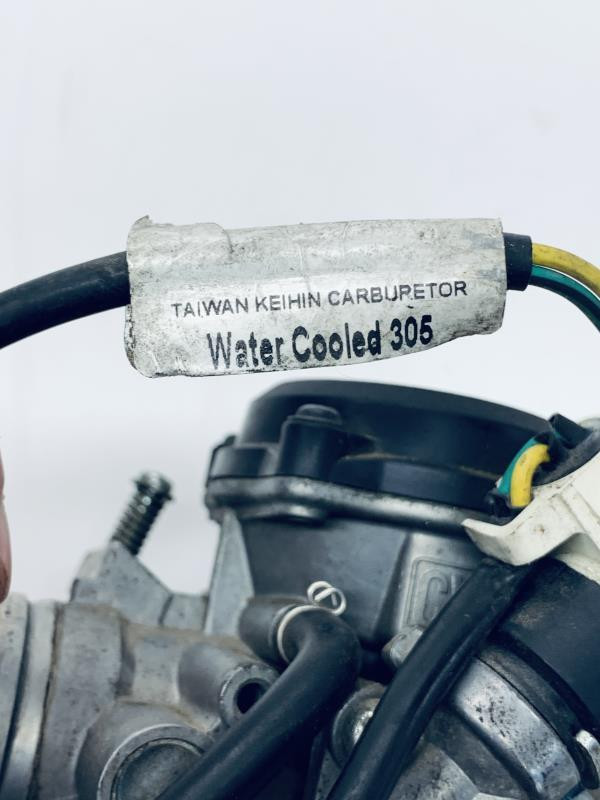 TAIWAN KEIHIN CARBURETOR
Water Cooled 305